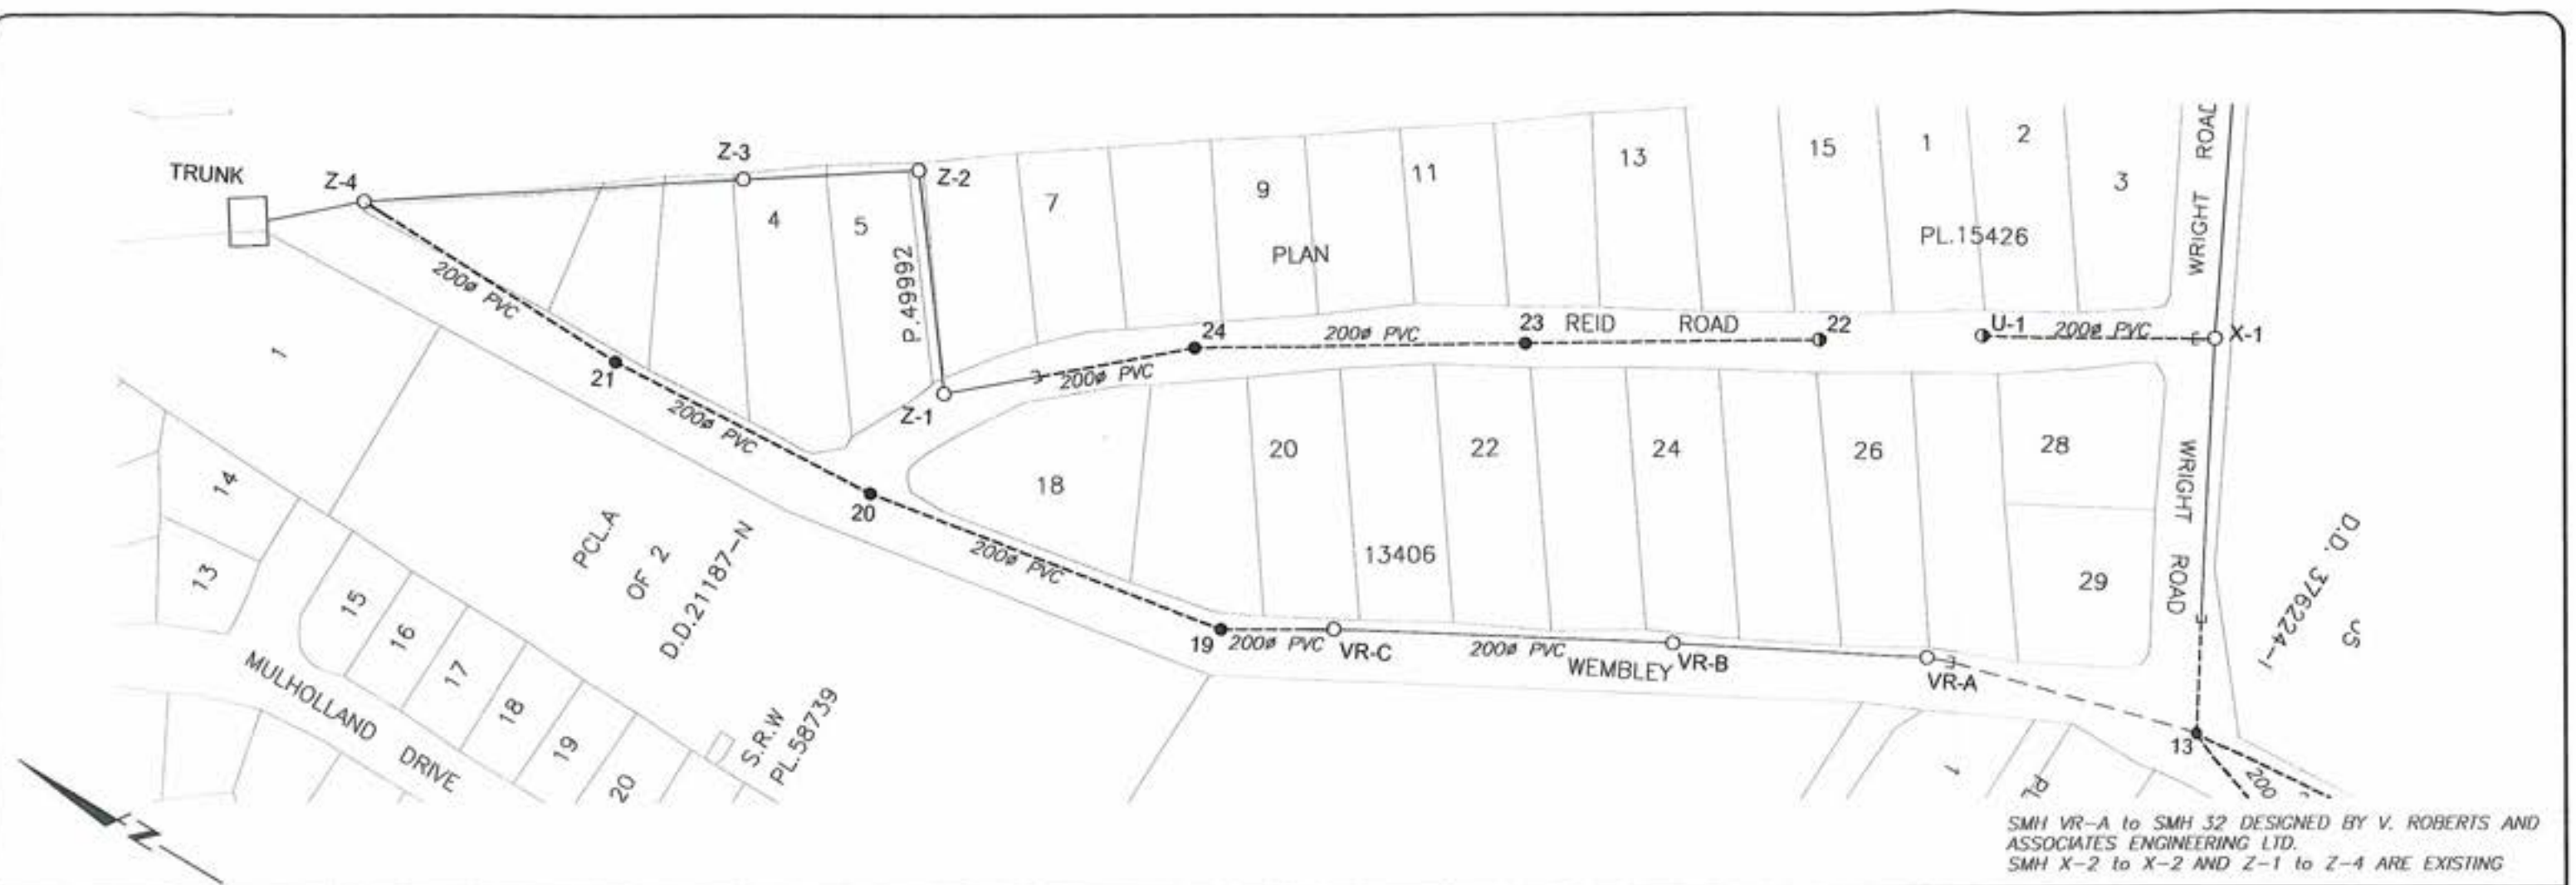 TRUNK
Z-4
Z-3
Z-2
Z-1
200ø PVC
21
200ø PVC
20
200ø PVC
19
200ø PVC
VR-C
200ø PVC
WEMBLEY
VR-B
VR-A
13
200
4
5
P.49992
7
9
11
13
15
1
2
3
PLAN
PL.15426
24
200ø PVC
200ø PVC
23
REID ROAD
22
U-1
200ø PVC
X-1
WRIGHT ROAD
WRIGHT ROAD
18
20
22
24
26
28
29
13406
D.D. 376224-I
1
14
13
15
16
17
18
19
20
MULHOLLAND DRIVE
PCL.A
OF 2
D.D.21187-N
S.R.W
PL.58739
1
PL
N
SMH VR-A to SMH 32 DESIGNED BY V. ROBERTS AND
ASSOCIATES ENGINEERING LTD.
SMH X-2 to X-2 AND Z-1 to Z-4 ARE EXISTING